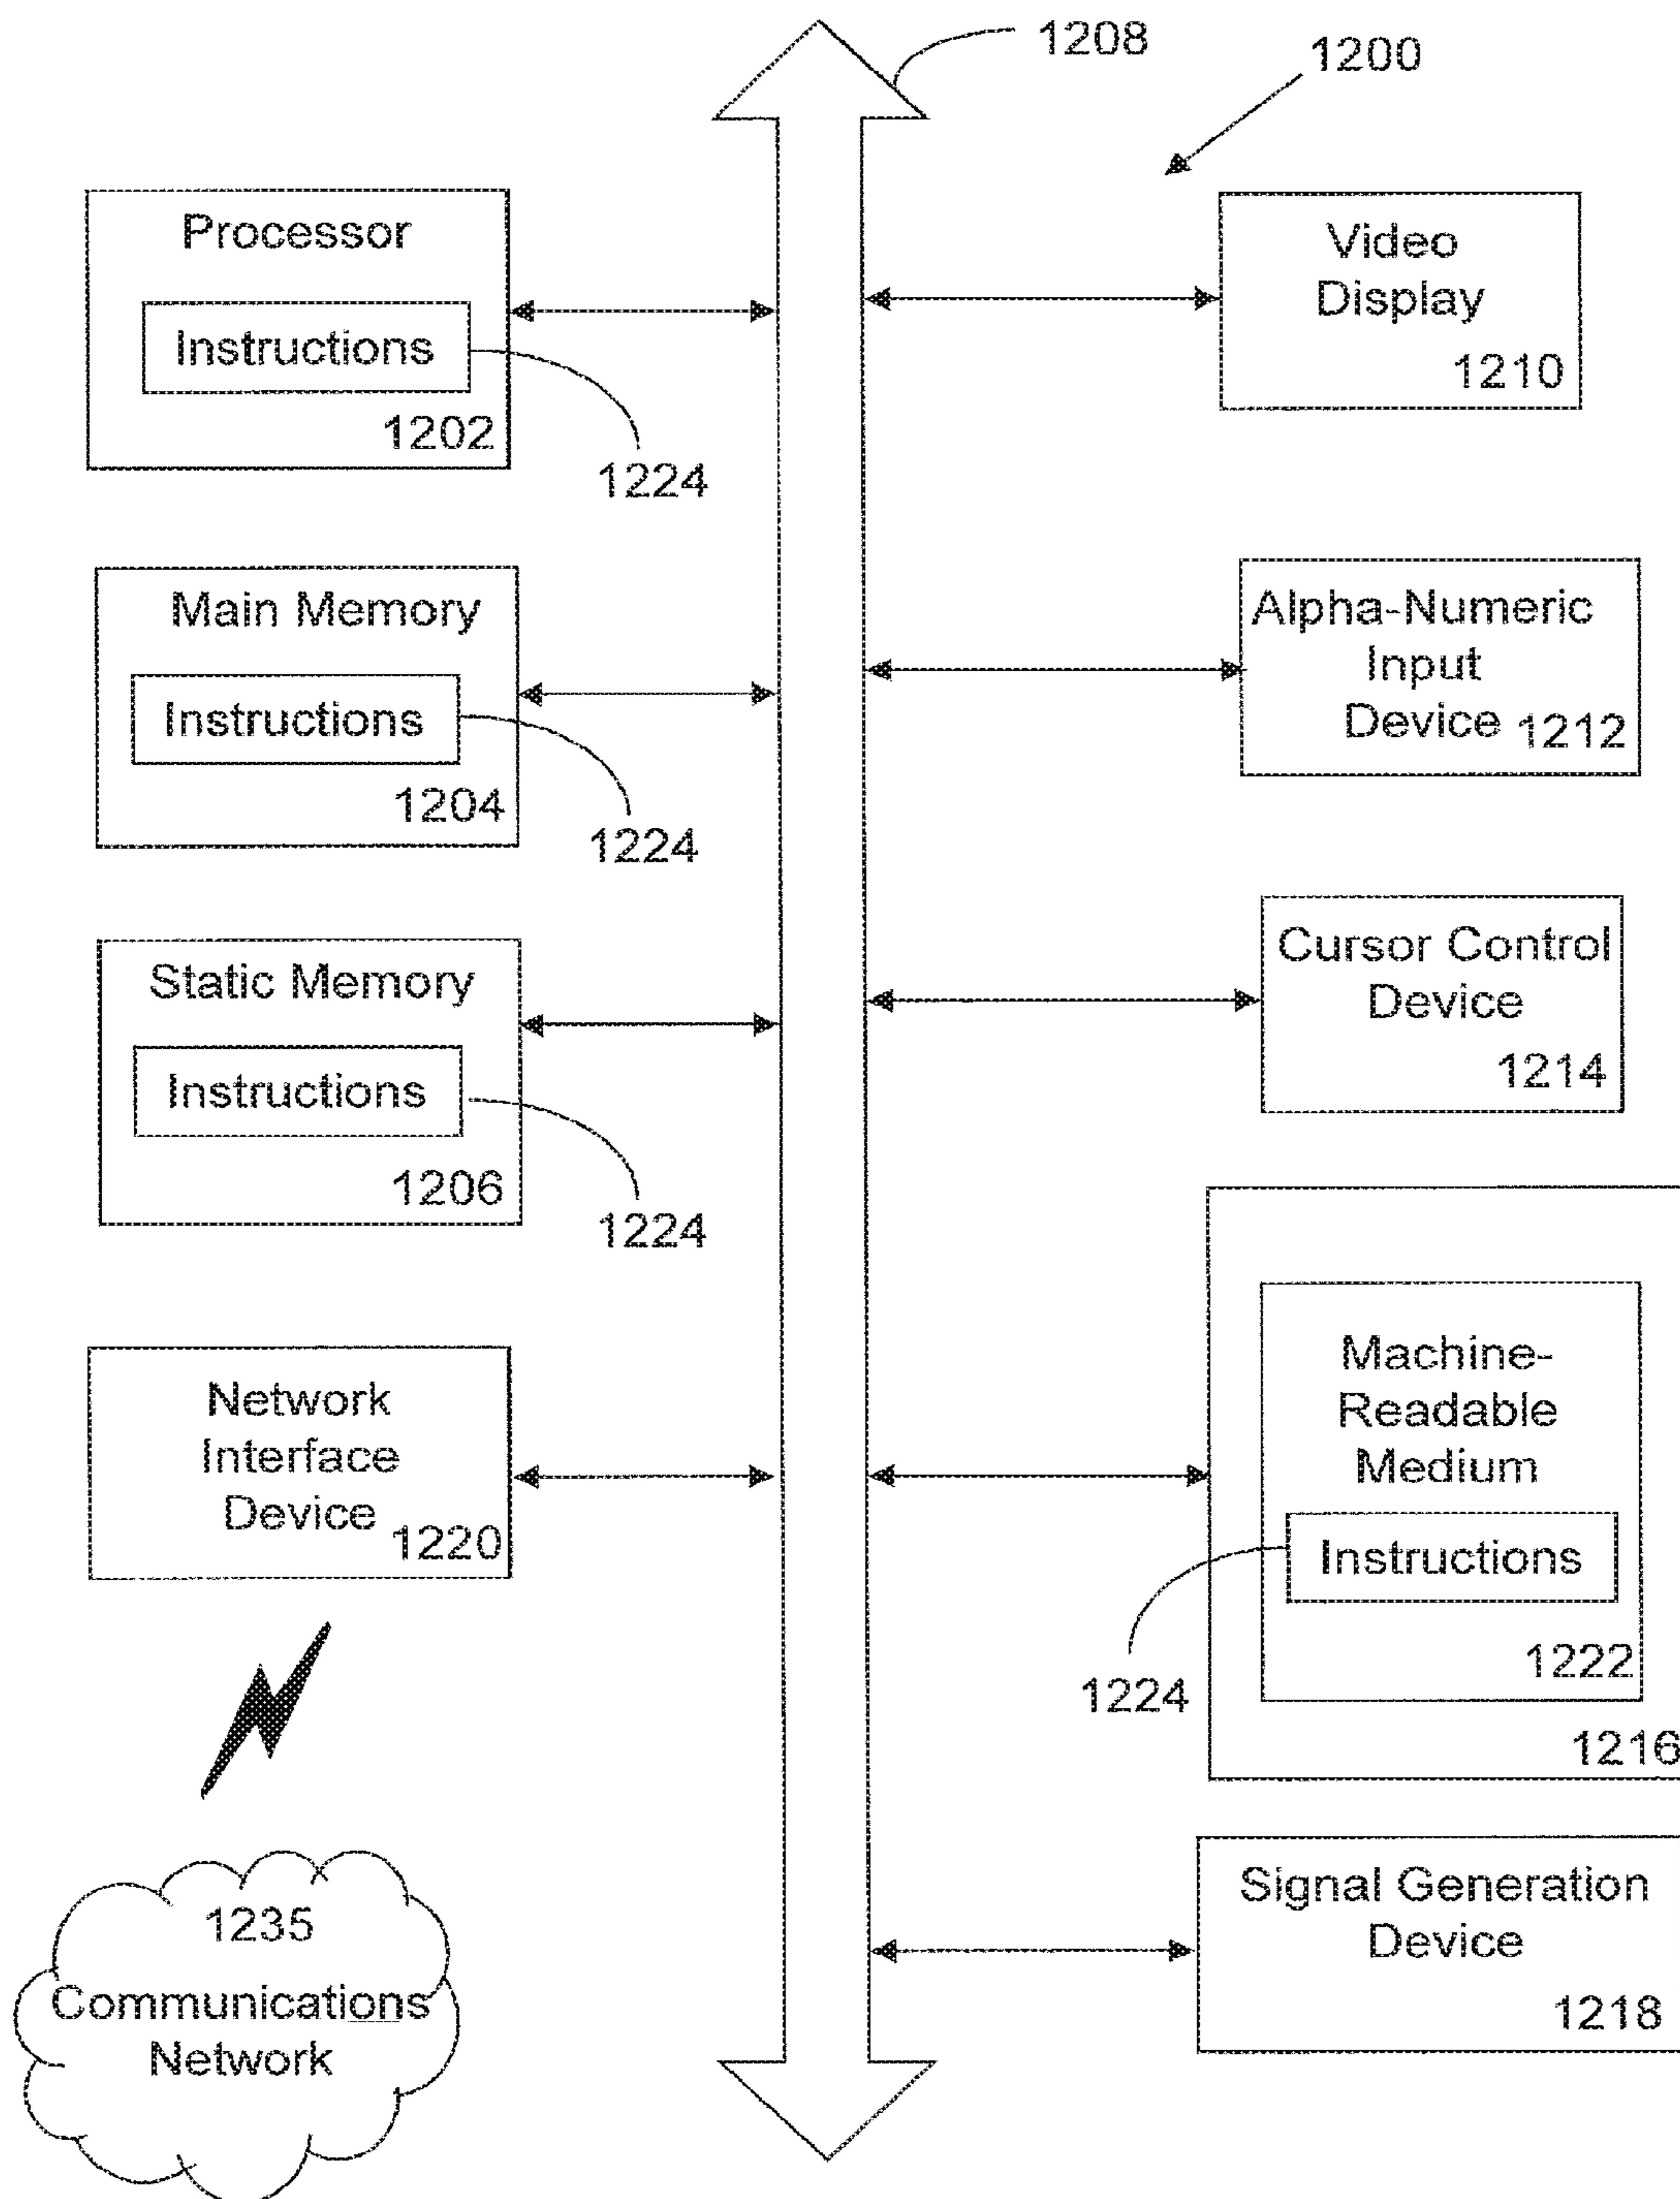 1208
1200
Processor
Instructions
1202
1224
Video
Display
1210
Main Memory
Instructions
1204
1224
Alpha-Numeric
Input
Device 1212
Static Memory
Instructions
1206
1224
Cursor Control
Device
1214
Network
Interface
Device 1220
Machine-
Readable
Medium
Instructions
1222
1224
1216
1235
Communications
Network
Signal Generation
Device
1218